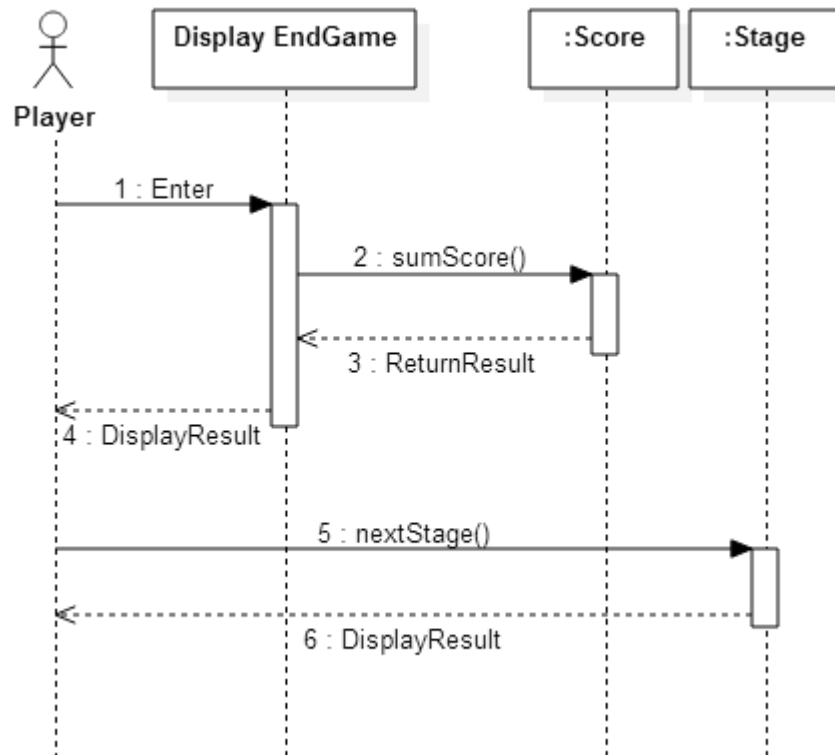 Display EndGame
:Score
:Stage
Player
1 : Enter
2 : sumScore()
3 : ReturnResult
4 : DisplayResult
5 : nextStage()
6 : DisplayResult